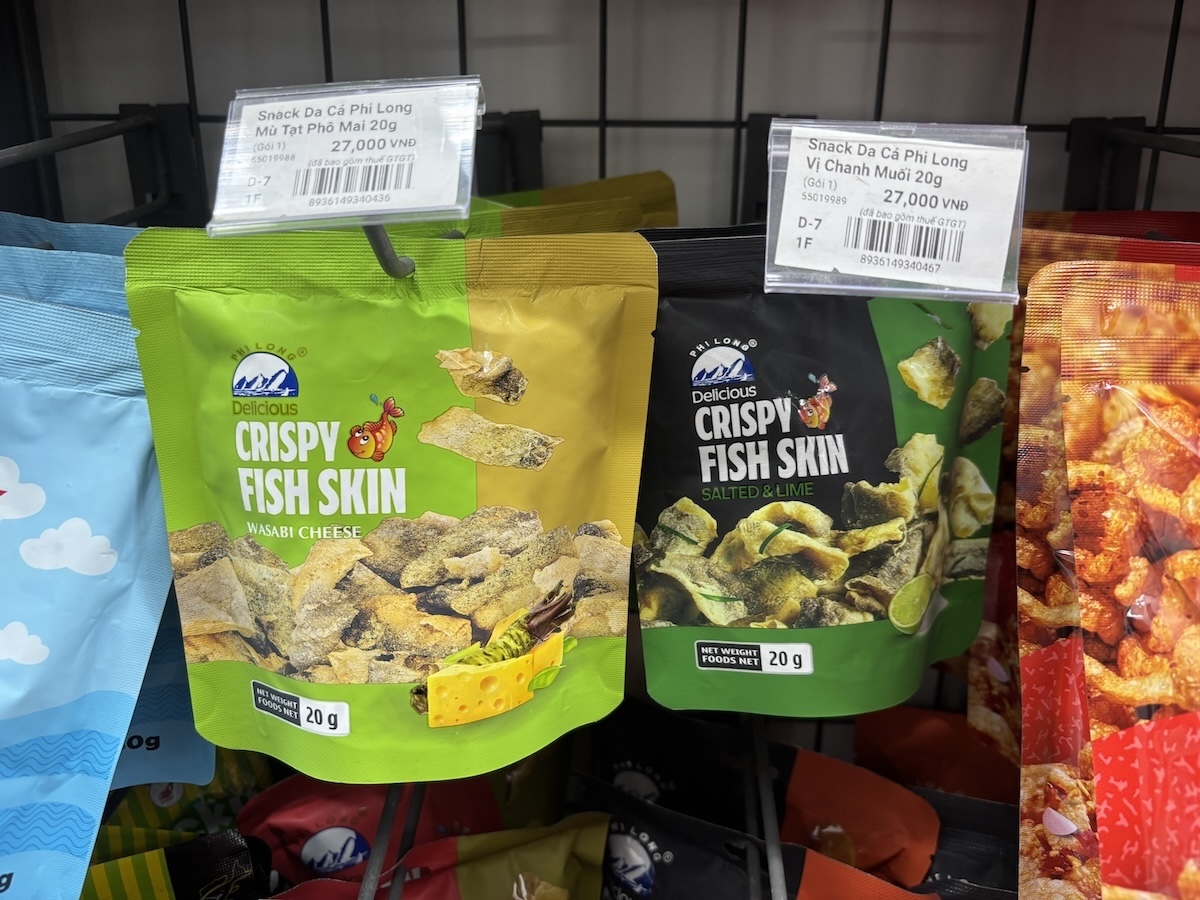 Snack Da Cá Phi Long
Mù Tạt Phô Mai 20g
(Gói 1)
27,000 VNĐ
55019988
(đã bao gồm thuế GTGT)
D-7
1F
8936149340436
Snack Da Cá Phi Long
Vị Chanh Muối 20g
(Gói 1)
27,000 VNĐ
55019989
(đã bao gồm thuế GTGT)
D-7
1F
8936149340467
PHI LONG®
Delicious
CRISPY
FISH SKIN
WASABI CHEESE
NET WEIGHT
FOODS NET
20 g
PHI LONG®
Delicious
CRISPY
FISH SKIN
SALTED & LIME
NET WEIGHT
FOODS NET
20 g
0g
g
PHI LONG